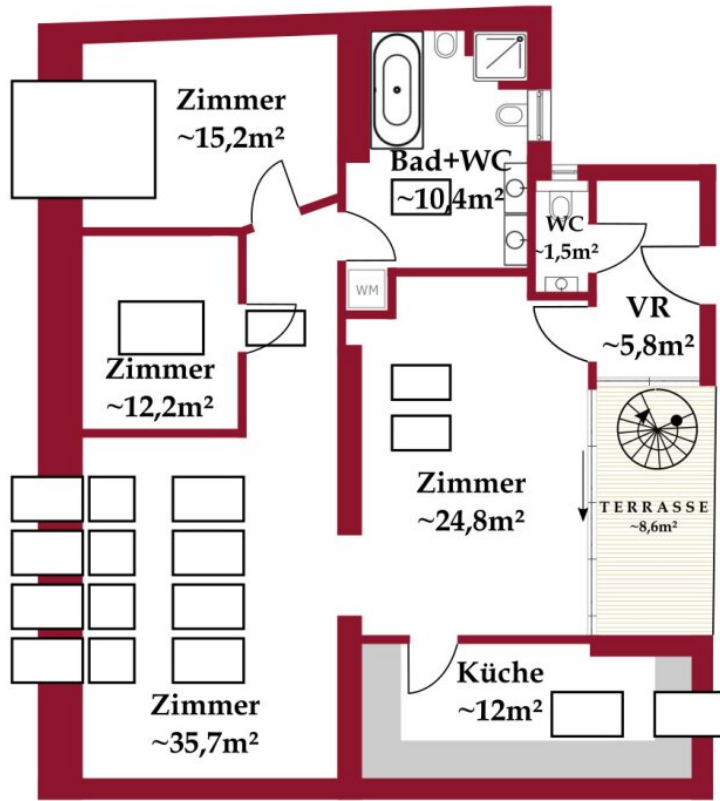 Zimmer
~15,2m²
Bad+WC
~10,4m²
WC
~1,5m²
VR
~5,8m²
WM
Zimmer
~12,2m²
Zimmer
~24,8m²
TERRASSE
~8,6m²
Zimmer
~35,7m²
Küche
~12m²